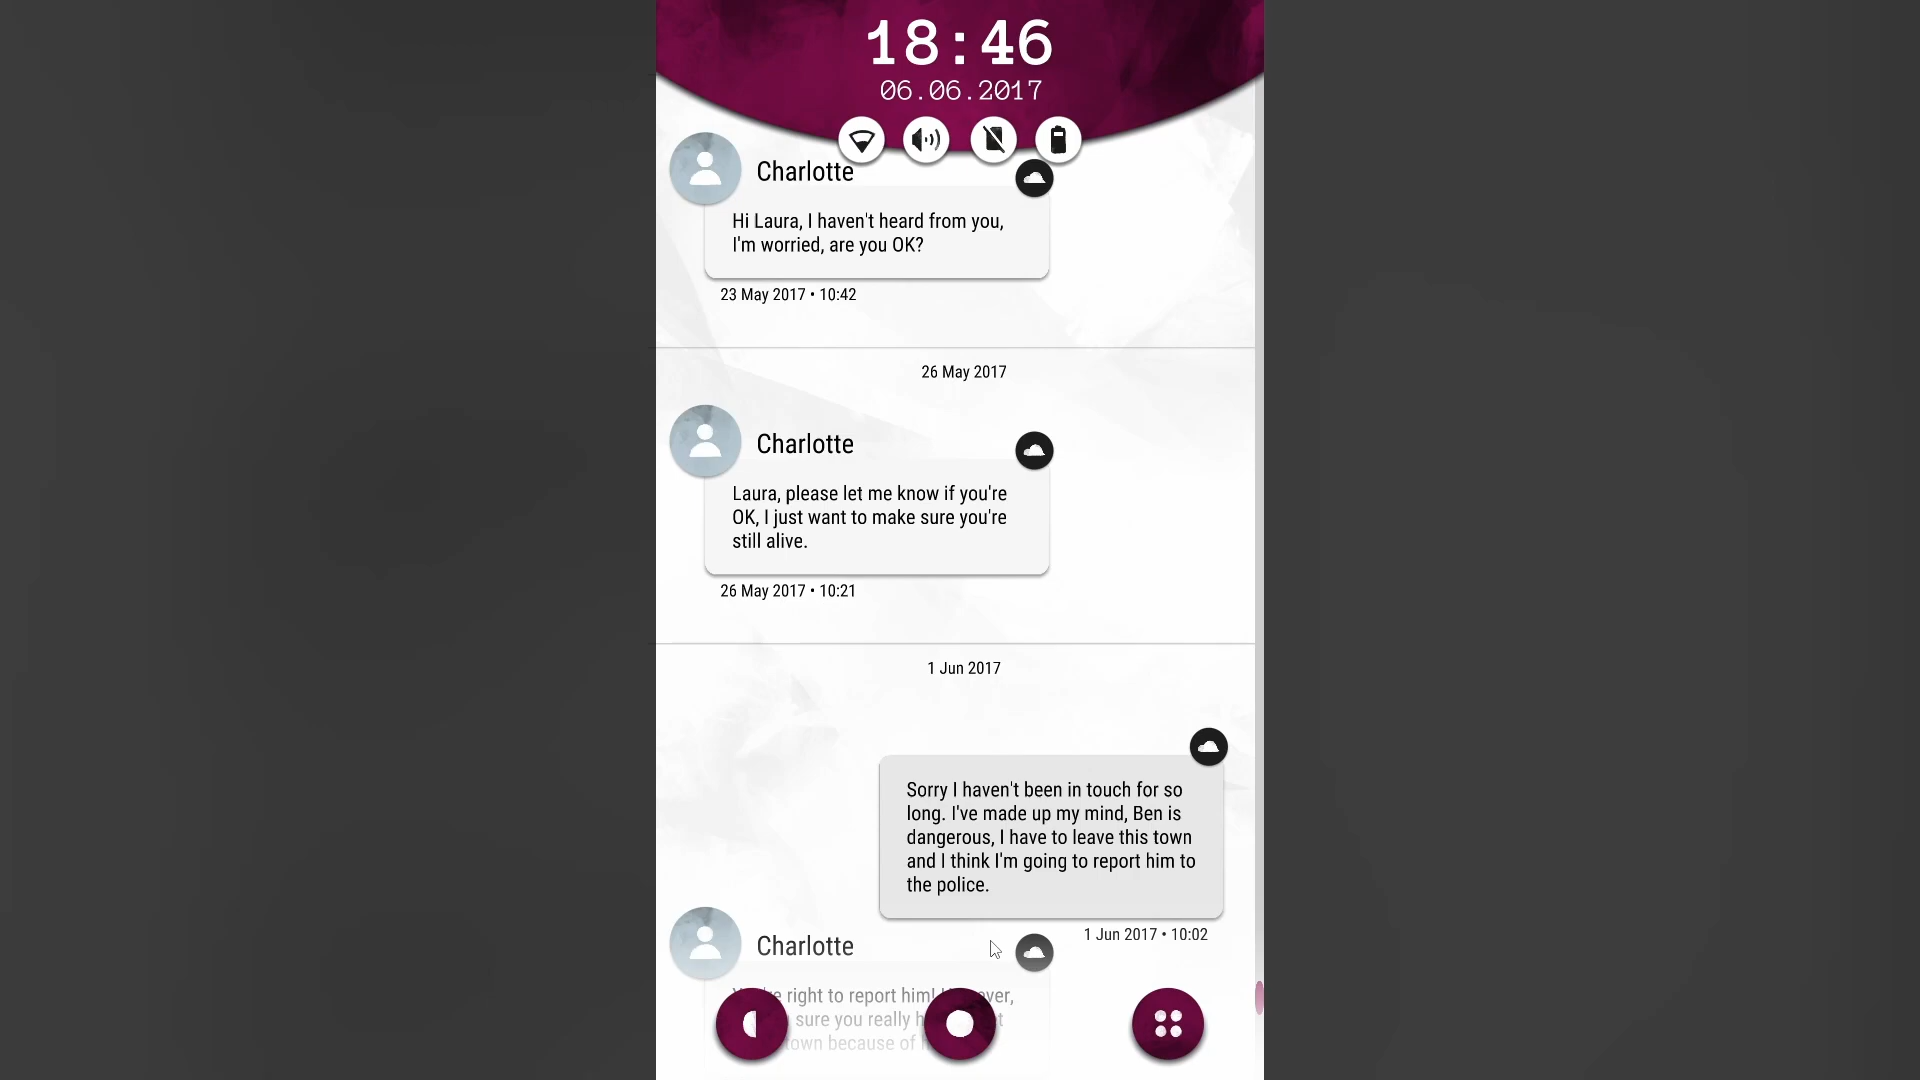 18:46
06.06.2017
Charlotte
Hi Laura, I haven't heard from you,
I'm worried, are you OK?
23 May 2017 • 10:42
26 May 2017
Charlotte
Laura, please let me know if you're
OK, I just want to make sure you're
still alive.
26 May 2017 • 10:21
1 Jun 2017
Sorry I haven't been in touch for so
long. I've made up my mind, Ben is
dangerous, I have to leave this town
and I think I'm going to report him to
the police.
1 Jun 2017 • 10:02
Charlotte
right to report him!
sure you really
town because of